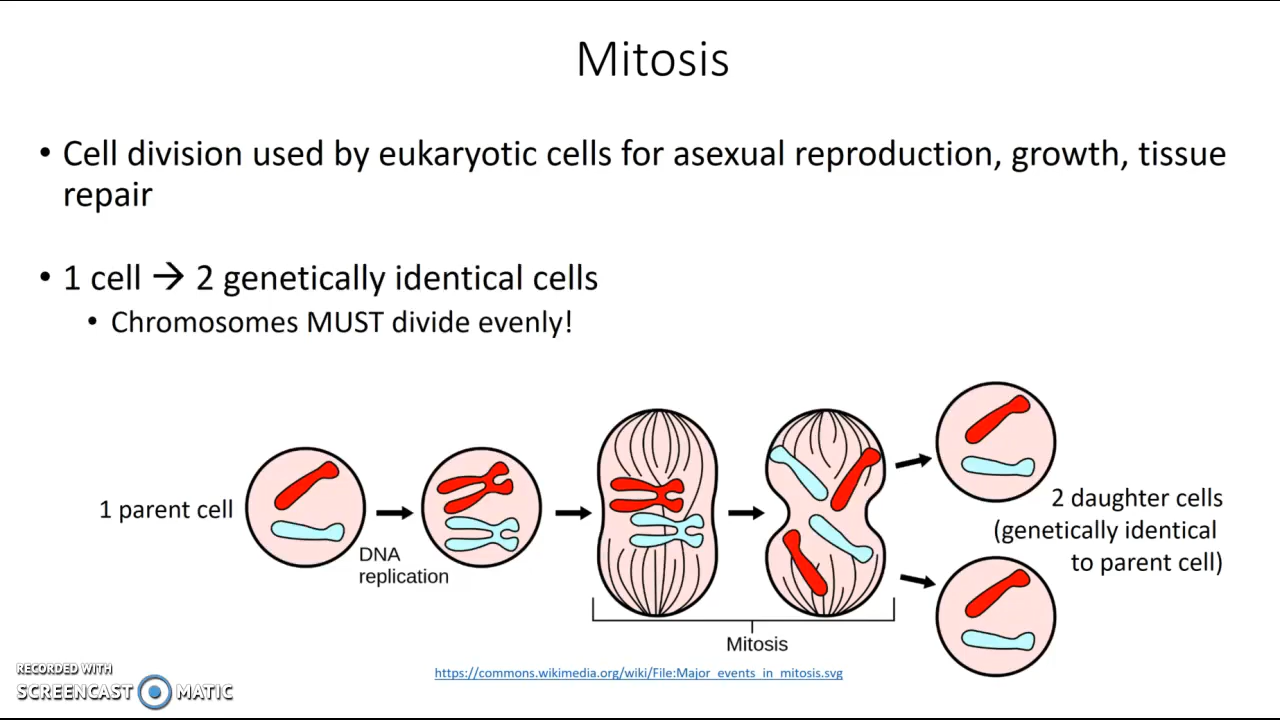 Mitosis
• Cell division used by eukaryotic cells for asexual reproduction, growth, tissue
repair
• 1 cell → 2 genetically identical cells
• Chromosomes MUST divide evenly!
1 parent cell
DNA
replication
2 daughter cells
(genetically identical
to parent cell)
Mitosis
https://commons.wikimedia.org/wiki/File:Major_events_in_mitosis.svg
RECORDED WITH
SCREENCAST MATIC